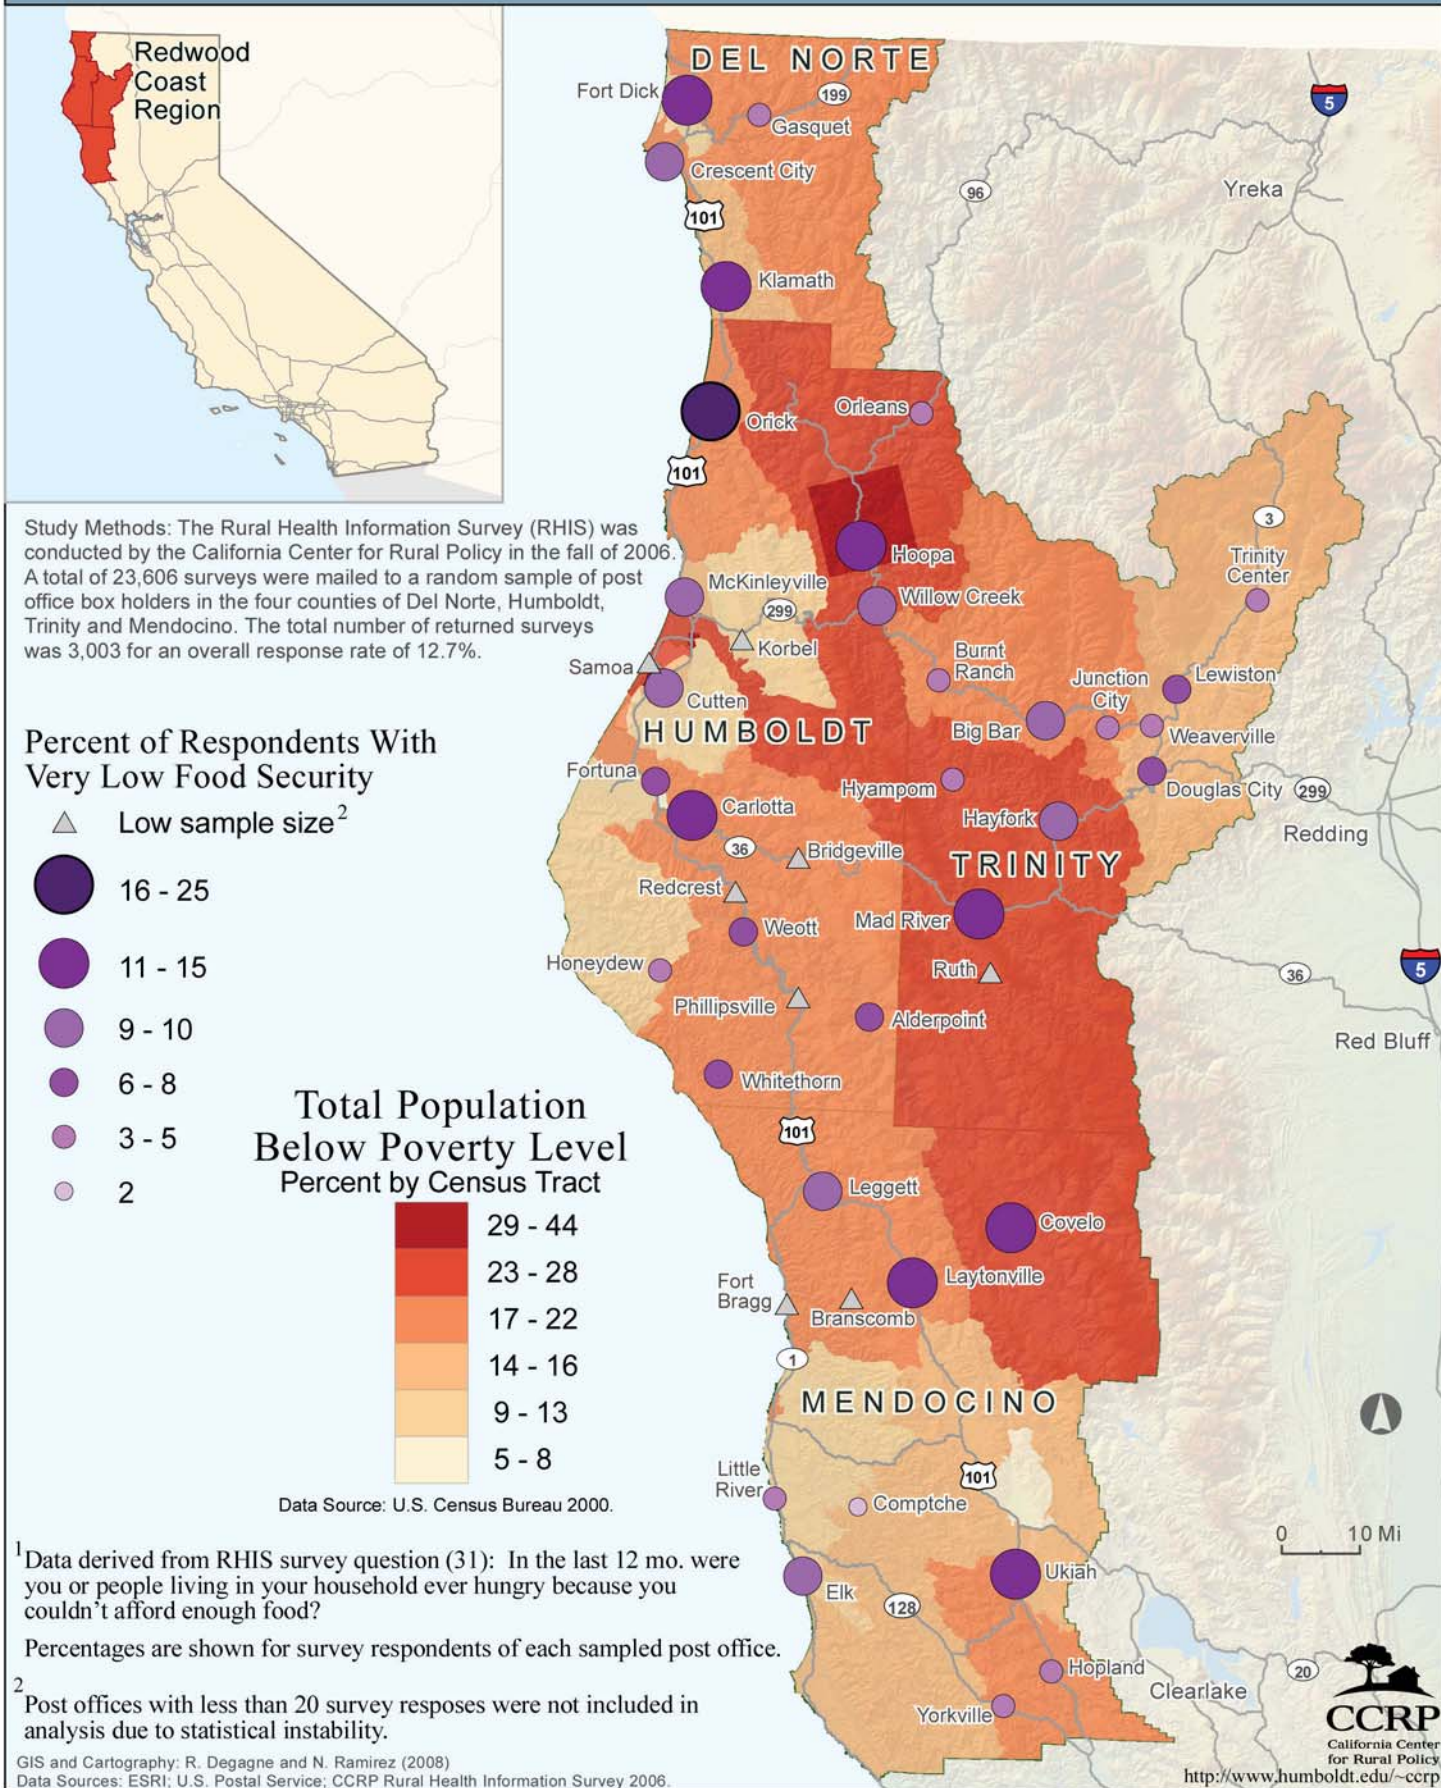 Redwood
Coast
Region
Study Methods: The Rural Health Information Survey (RHIS) was
conducted by the California Center for Rural Policy in the fall of 2006.
A total of 23,606 surveys were mailed to a random sample of post
office box holders in the four counties of Del Norte, Humboldt,
Trinity and Mendocino. The total number of returned surveys
was 3,003 for an overall response rate of 12.7%.
Percent of Respondents With
Very Low Food Security
Low sample size2
16 - 25
11 - 15
9 - 10
6 - 8
3 - 5
2
Total Population
Below Poverty Level
Percent by Census Tract
29 - 44
23 - 28
17 - 22
14 - 16
9 - 13
5 - 8
Data Source: U.S. Census Bureau 2000.
1Data derived from RHIS survey question (31): In the last 12 mo. were
you or people living in your household ever hungry because you
couldn't afford enough food?
Percentages are shown for survey respondents of each sampled post office.
2
Post offices with less than 20 survey resposes were not included in
analysis due to statistical instability.
GIS and Cartography: R. Degagne and N. Ramirez (2008)
Data Sources: ESRI; U.S. Postal Service; CCRP Rural Health Information Survey 2006.
DEL NORTE
Fort Dick
199
5
Gasquet
Crescent City
96
Yreka
101
Klamath
Orleans
Orick
101
3
Hoopa
Trinity
Center
McKinleyville
Willow Creek
299
Korbel
Burnt
Ranch
Samoa
Junction
City
Lewiston
Cutten
HUMBOLDT
Big Bar
Weaverville
Fortuna
Hyampom
Douglas City
299
Carlotta
Hayfork
Redding
36
Bridgeville
TRINITY
Redcrest
Mad River
Weott
Honeydew
Ruth
36
5
Phillipsville
Alderpoint
Red Bluff
Whitethorn
101
Leggett
Covelo
Fort
Bragg
Laytonville
Branscomb
1
MENDOCINO
Little
River
101
Comptche
0 10 Mi
Ukiah
Elk
128
Hopland
20
Clearlake
Yorkville
CCRP
California Center
for Rural Policy
http://www.humboldt.edu/~ccrp